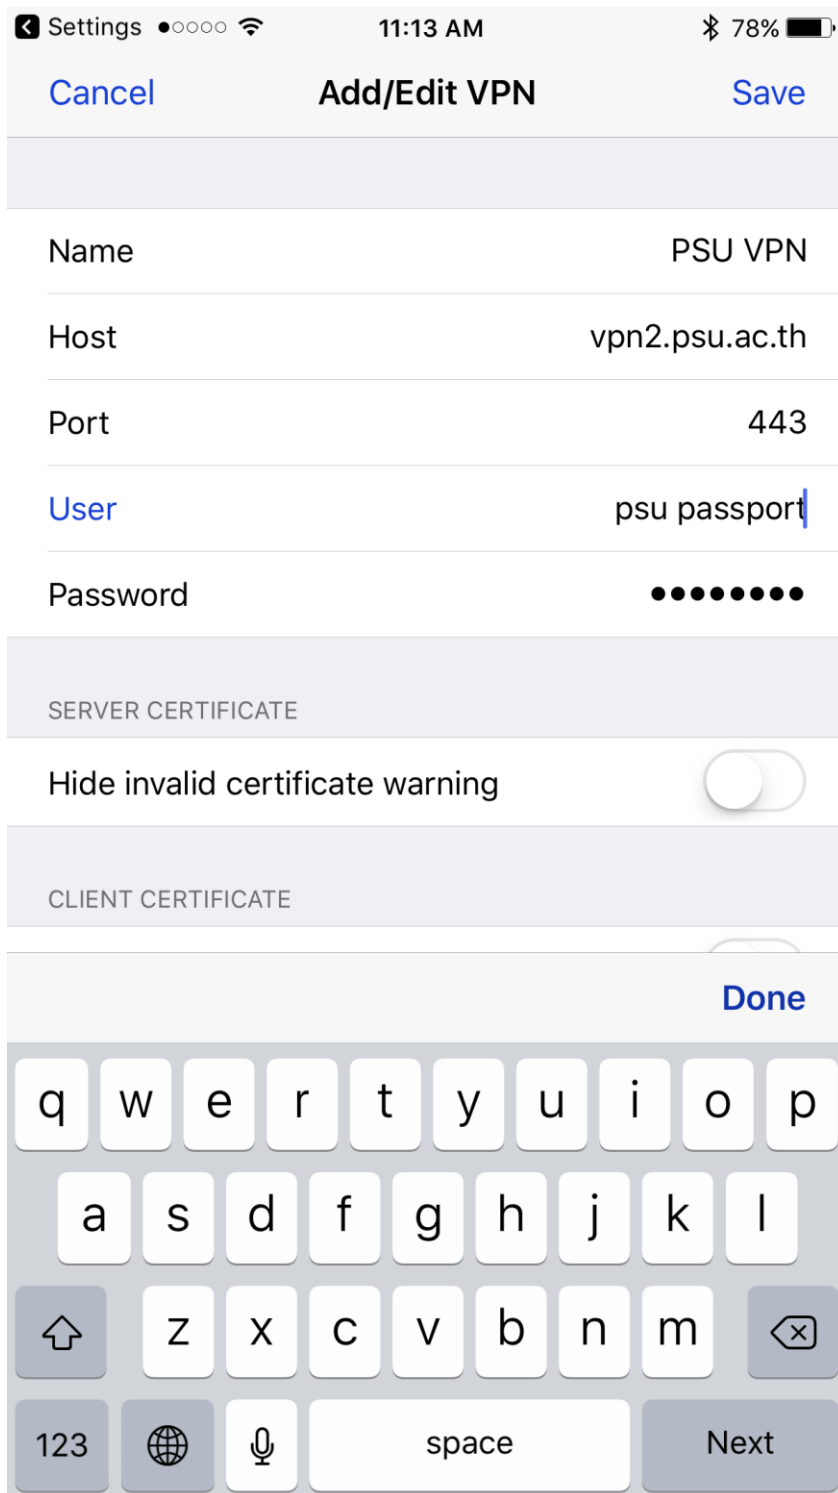 Settings 11:13 AM 78%
Cancel Add/Edit VPN Save
Name PSU VPN
Host vpn2.psu.ac.th
Port 443
User psu passport
Password ••••••••
SERVER CERTIFICATE
Hide invalid certificate warning
CLIENT CERTIFICATE
Done
q w e r t y u i o p
a s d f g h j k l
z x c v b n m
123 space Next